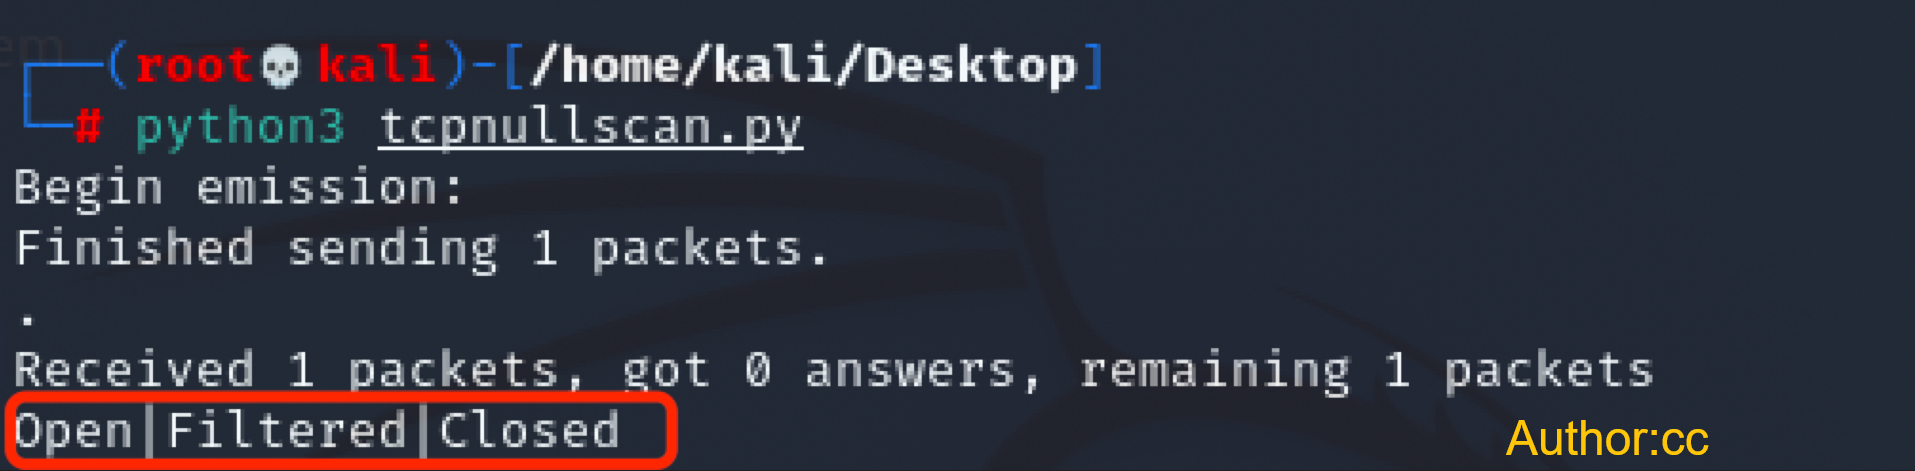 (root💀kali)-[/home/kali/Desktop]
# python3 tcpnullscan.py
Begin emission:
Finished sending 1 packets.
.
Received 1 packets, got 0 answers, remaining 1 packets
Open|Filtered|Closed
Author:cc